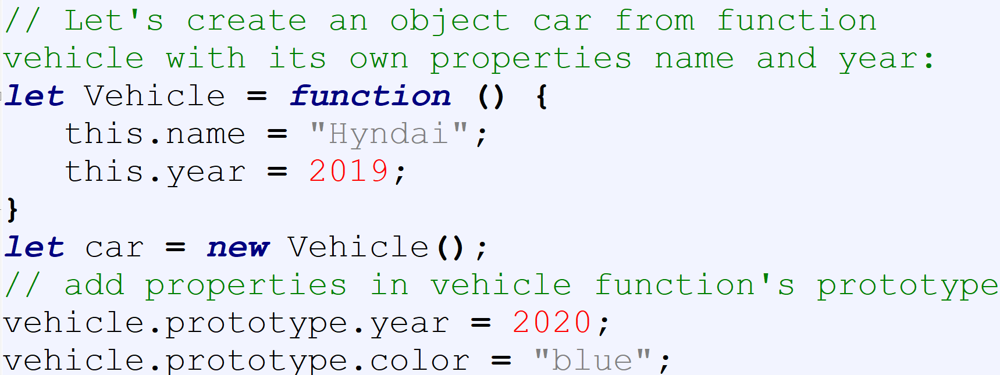 // Let's create an object car from function
vehicle with its own properties name and year:
let Vehicle = function () {
   this.name = "Hyndai";
   this.year = 2019;
}
let car = new Vehicle();
// add properties in vehicle function's prototype
vehicle.prototype.year = 2020;
vehicle.prototype.color = "blue";